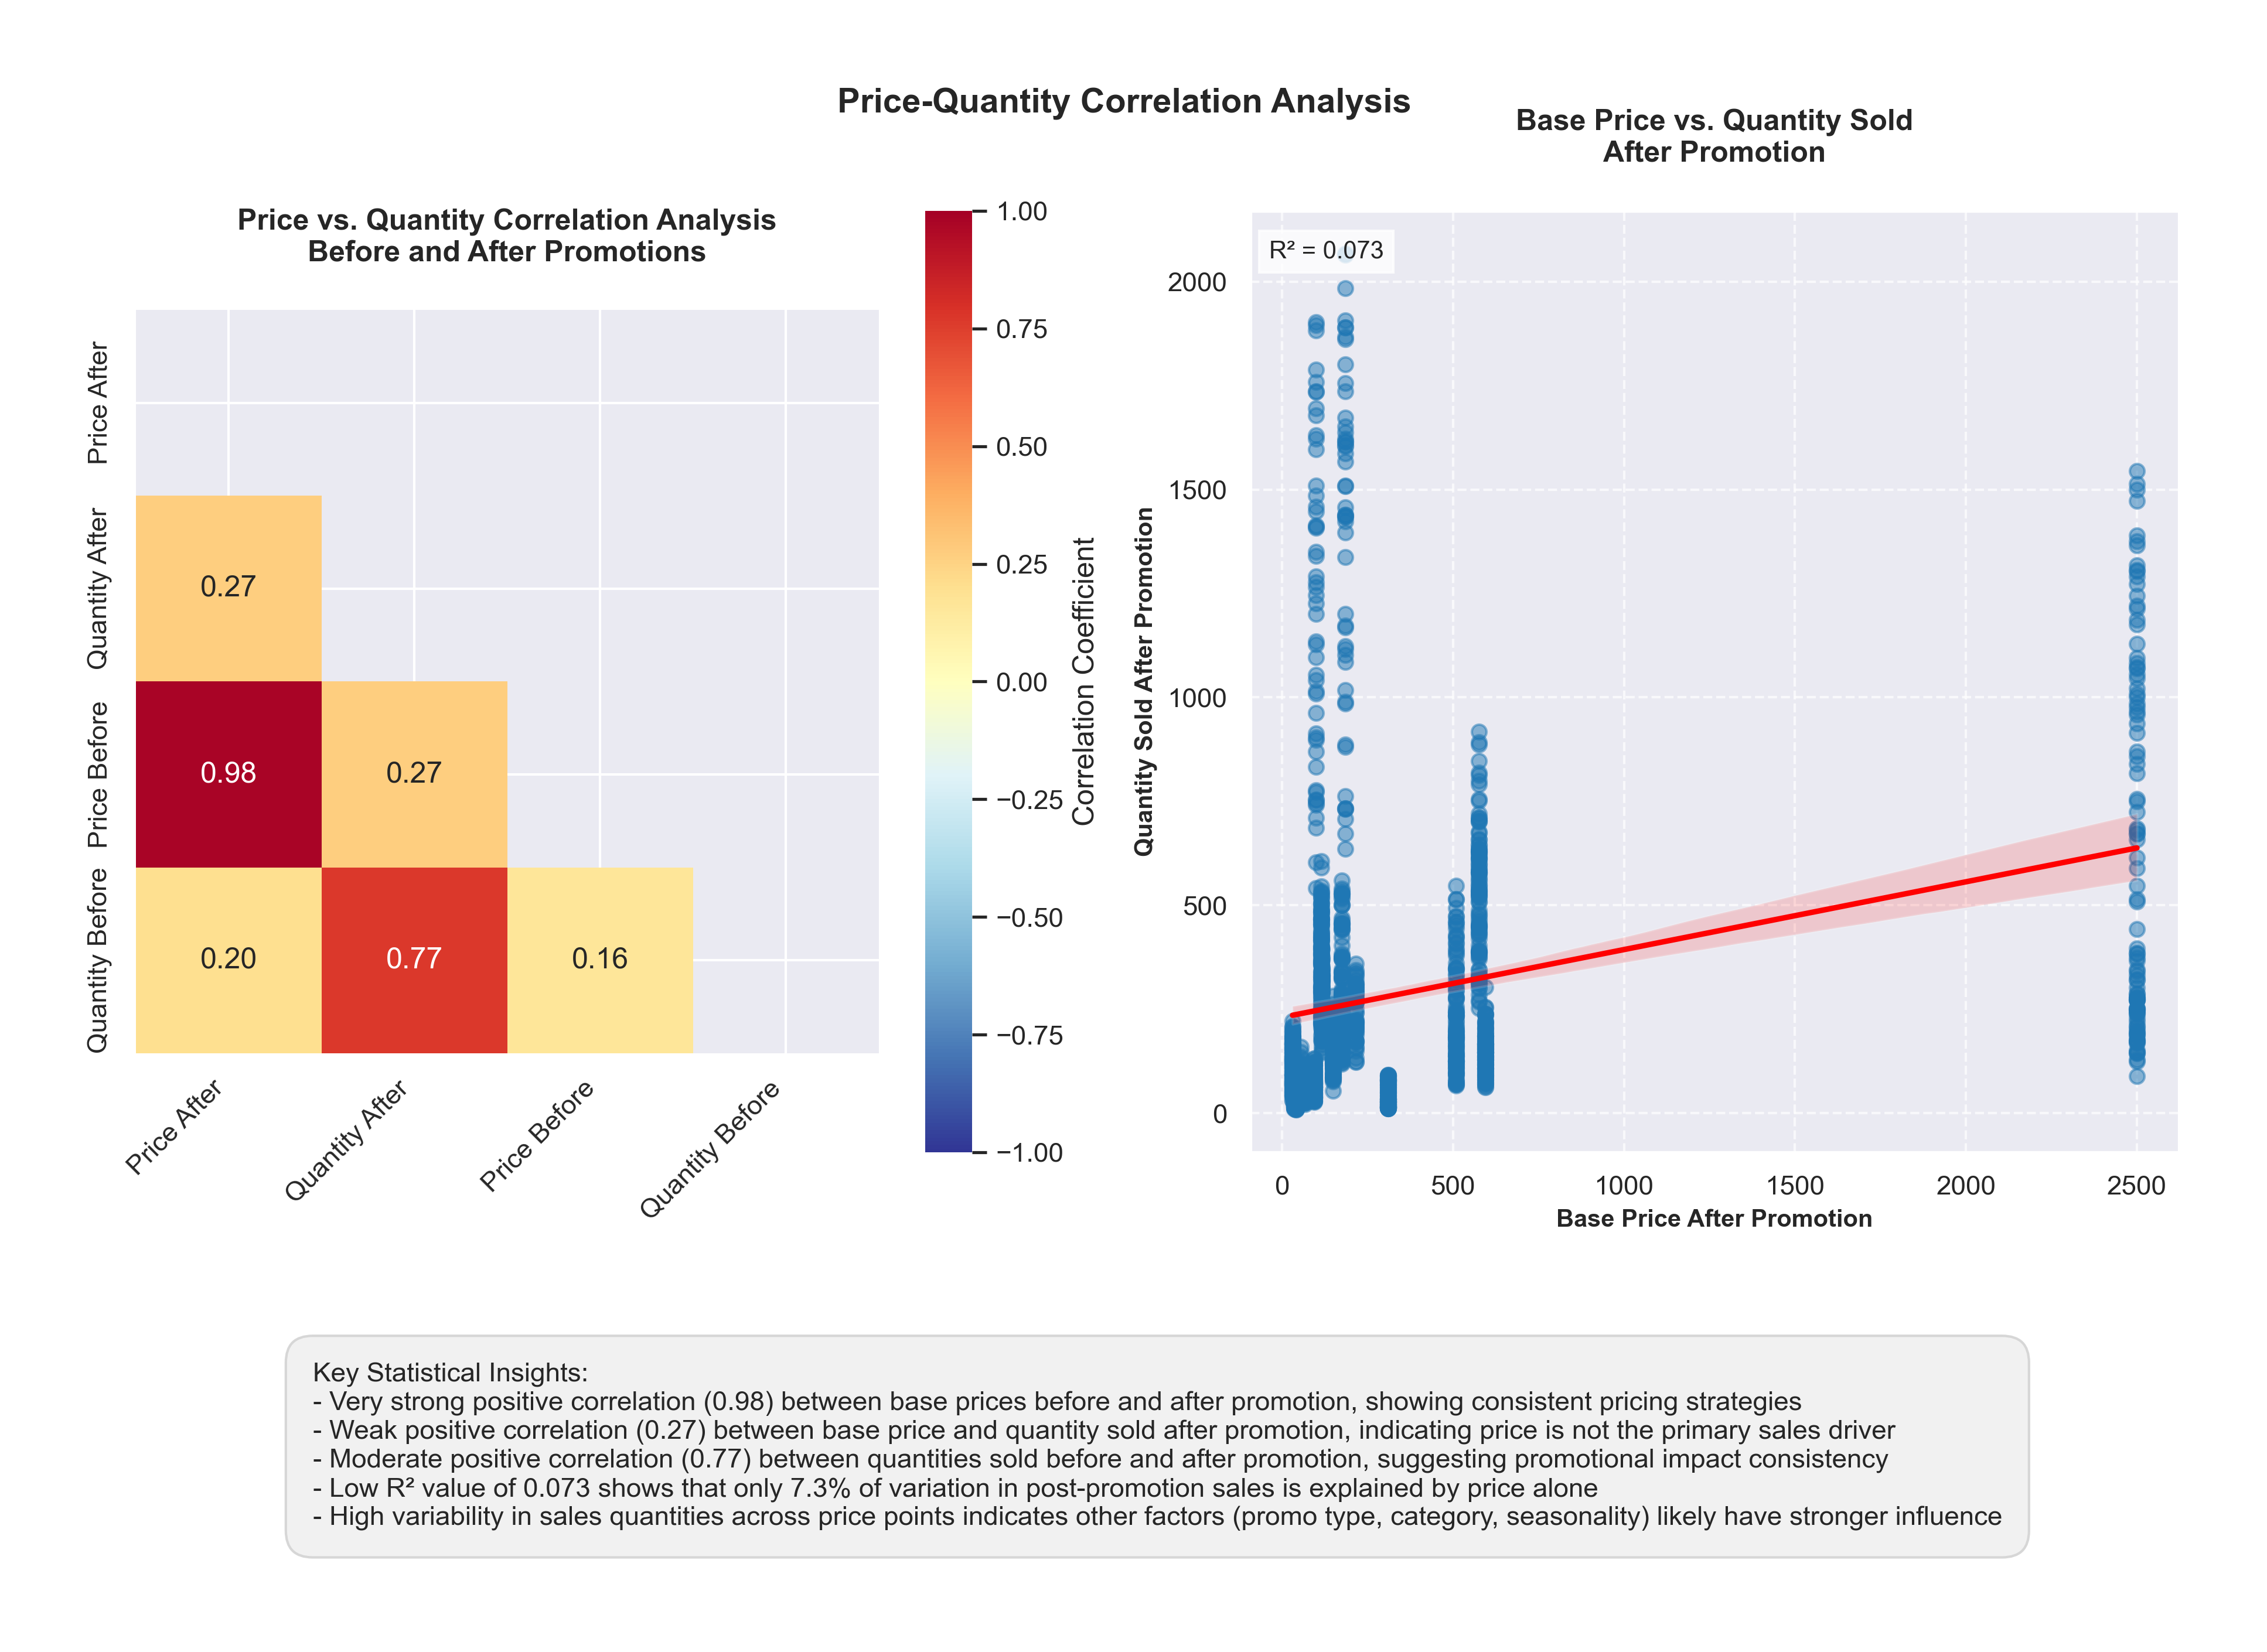 Price-Quantity Correlation Analysis
Price vs. Quantity Correlation Analysis
Before and After Promotions
Price After
Quantity After
Price Before
Quantity Before
0.27
0.98
0.27
0.20
0.77
0.16
Price After
Quantity After
Price Before
Quantity Before
1.00
0.75
0.50
0.25
0.00
−0.25
−0.50
−0.75
−1.00
Correlation Coefficient
Base Price vs. Quantity Sold
After Promotion
R² = 0.073
Quantity Sold After Promotion
2000
1500
1000
500
0
0
500
1000
1500
2000
2500
Base Price After Promotion
Key Statistical Insights:
- Very strong positive correlation (0.98) between base prices before and after promotion, showing consistent pricing strategies
- Weak positive correlation (0.27) between base price and quantity sold after promotion, indicating price is not the primary sales driver
- Moderate positive correlation (0.77) between quantities sold before and after promotion, suggesting promotional impact consistency
- Low R² value of 0.073 shows that only 7.3% of variation in post-promotion sales is explained by price alone
- High variability in sales quantities across price points indicates other factors (promo type, category, seasonality) likely have stronger influence